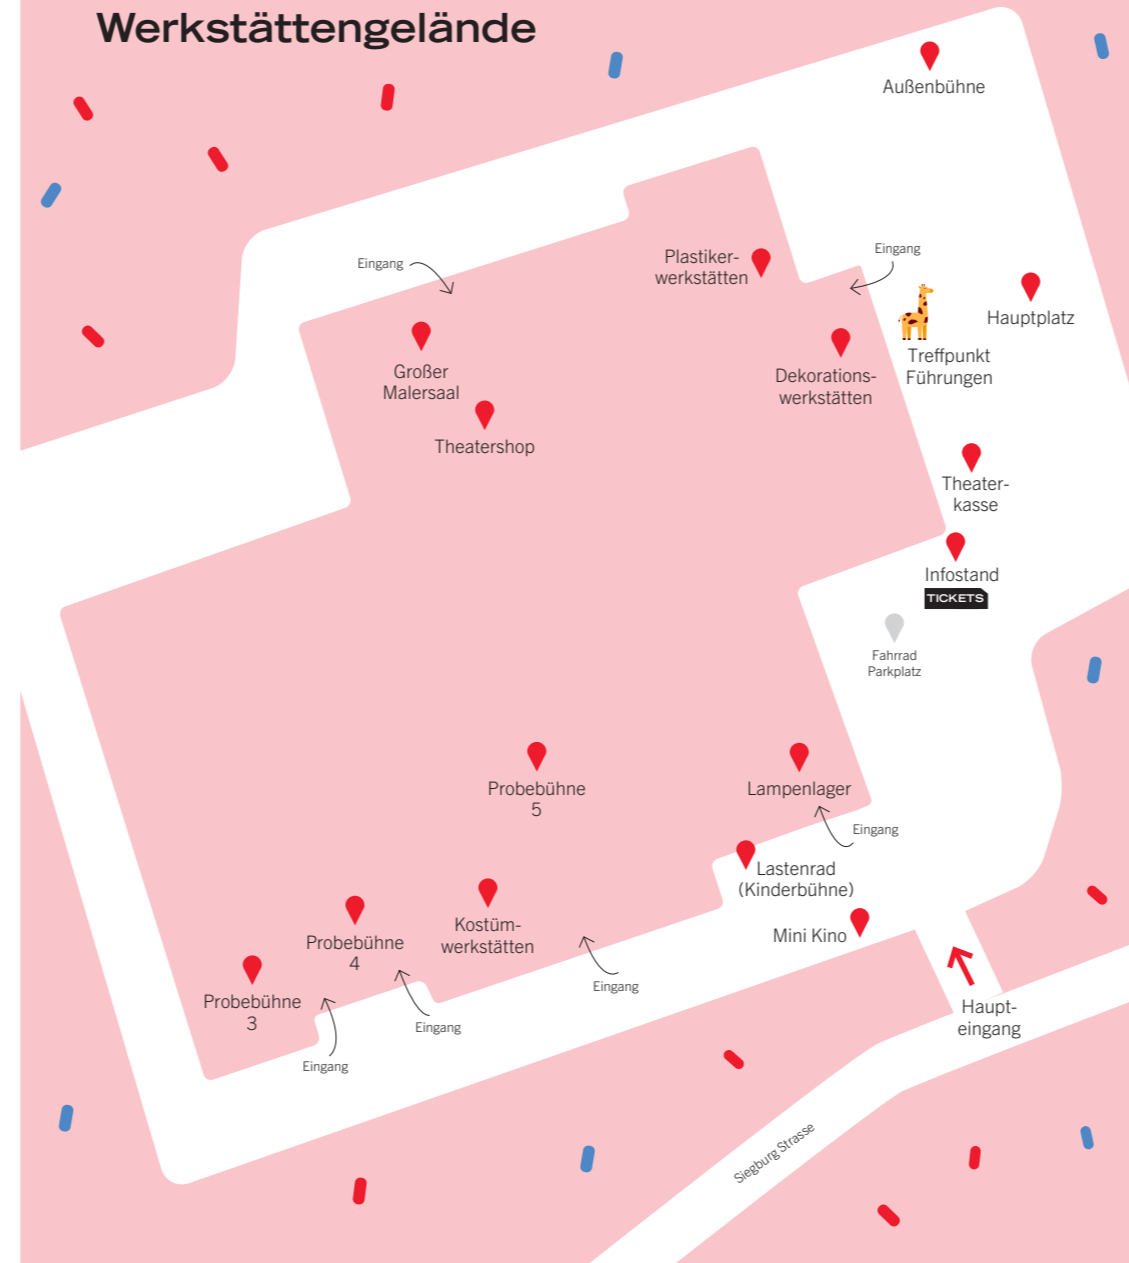 Werkstättengelände
Außenbühne
Eingang
Plastiker-
werkstätten
Eingang
Hauptplatz
Großer
Malersaal
Dekorations-
werkstätten
Treffpunkt
Führungen
Theatershop
Theater-
kasse
Infostand
TICKETS
Fahrrad
Parkplatz
Probebühne
5
Lampenlager
Eingang
Lastenrad
(Kinderbühne)
Mini Kino
Kostüm-
werkstätten
Probebühne
4
Probebühne
3
Eingang
Eingang
Eingang
Haupt-
eingang
Siegburg Strasse